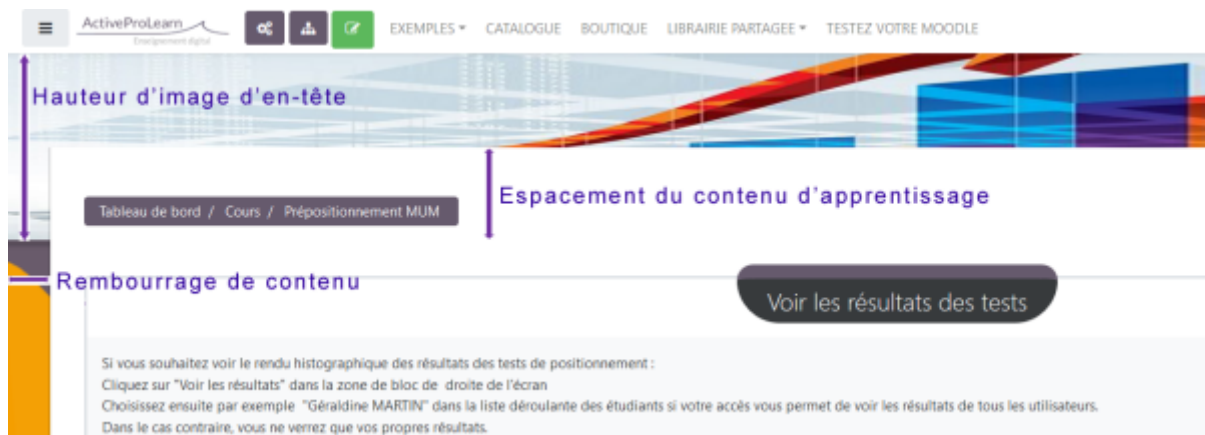 ActiveProLearn
Enseignement digital
EXEMPLES CATALOGUE BOUTIQUE LIBRAIRIE PARTAGEE TESTEZ VOTRE MOODLE
Hauteur d'image d'en-tête
Espacement du contenu d'apprentissage
Tableau de bord / Cours / Prépositionnement MUM
Rembourrage de contenu
Voir les résultats des tests
Si vous souhaitez voir le rendu histographique des résultats des tests de positionnement :
Cliquez sur "Voir les résultats" dans la zone de bloc de droite de l'écran
Choisissez ensuite par exemple "Géraldine MARTIN" dans la liste déroulante des étudiants si votre accès vous permet de voir les résultats de tous les utilisateurs.
Dans le cas contraire, vous ne verrez que vos propres résultats.